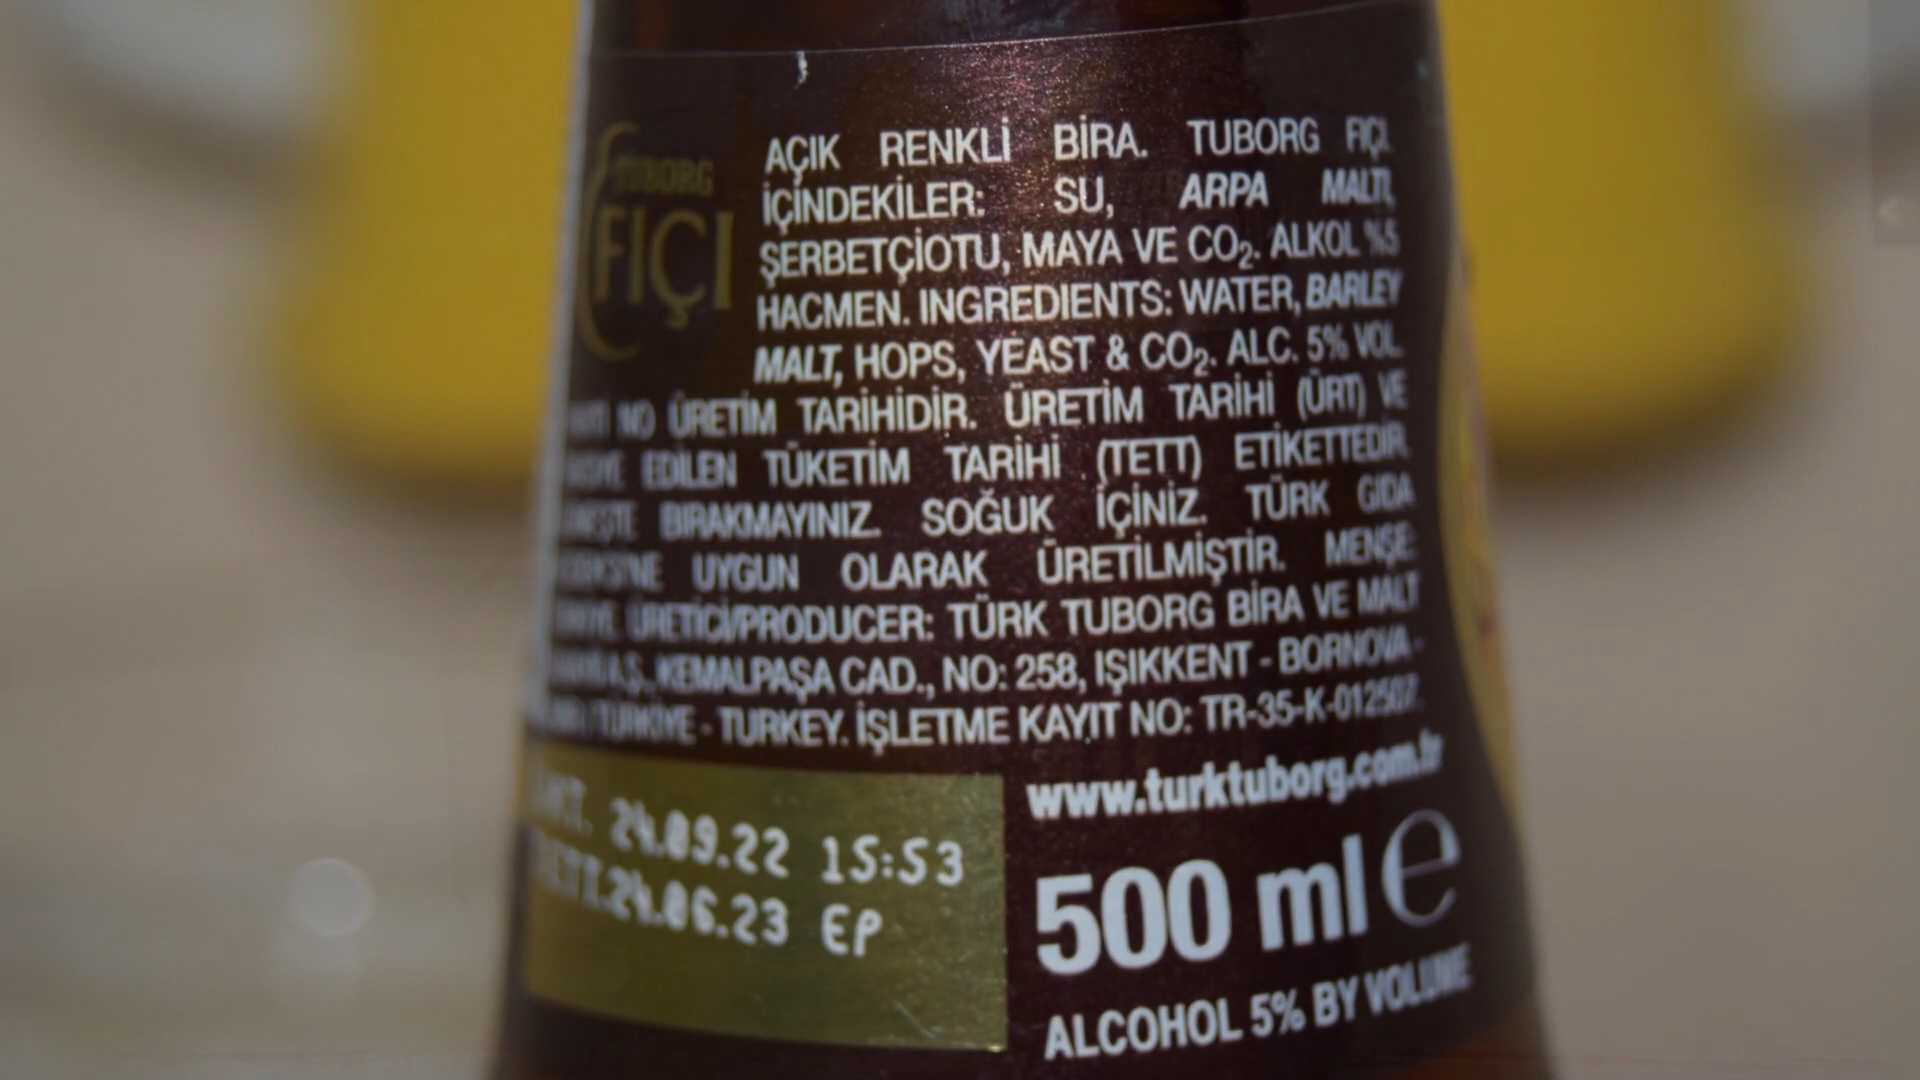 TUBORG
FIÇI
AÇIK RENKLİ BİRA. TUBORG FIÇI.
İÇİNDEKİLER: SU, ARPA MALTI,
ŞERBETÇİOTU, MAYA VE CO₂. ALKOL %5
HACMEN. INGREDIENTS: WATER, BARLEY
MALT, HOPS, YEAST & CO₂. ALC. 5% VOL.
NO ÜRETİM TARİHİDİR. ÜRETİM TARİHİ (ÜRT) VE
EDİLEN TÜKETİM TARİHİ (TETT) ETİKETTEDİR.
BIRAKMAYINIZ. SOĞUK İÇİNİZ. TÜRK GIDA
UYGUN OLARAK ÜRETİLMİŞTİR. MENŞE:
ÜRETİCİ/PRODUCER: TÜRK TUBORG BİRA VE MALT
A.Ş., KEMALPAŞA CAD., NO: 258, IŞIKKENT - BORNOVA -
TÜRKİYE - TURKEY. İŞLETME KAYIT NO:
24.09.22 15:53
24.06.23 EP
www.turktuborg.com.tr
500 ml e
ALCOHOL 5% BY VOLUME